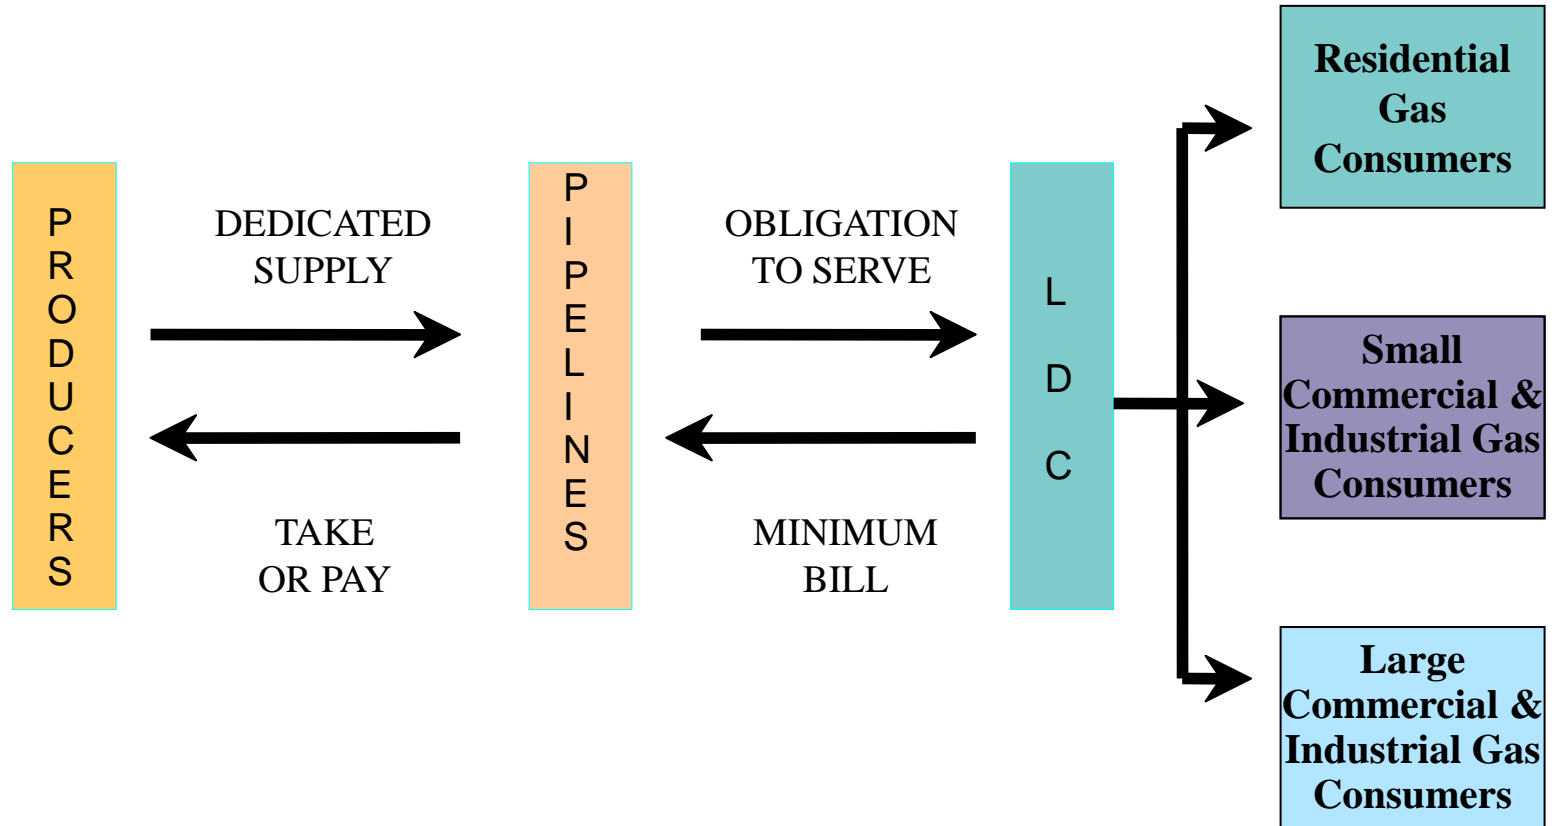 PRODUCERS
DEDICATED
SUPPLY
TAKE
OR PAY
PIPELINES
OBLIGATION
TO SERVE
MINIMUM
BILL
L D C
Residential
Gas
Consumers
Small
Commercial &
Industrial Gas
Consumers
Large
Commercial &
Industrial Gas
Consumers